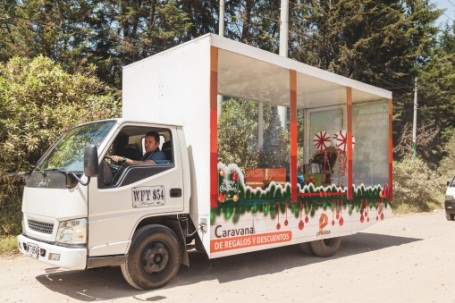 WPT 854
Caravana
DE REGALOS Y DESCUENTOS